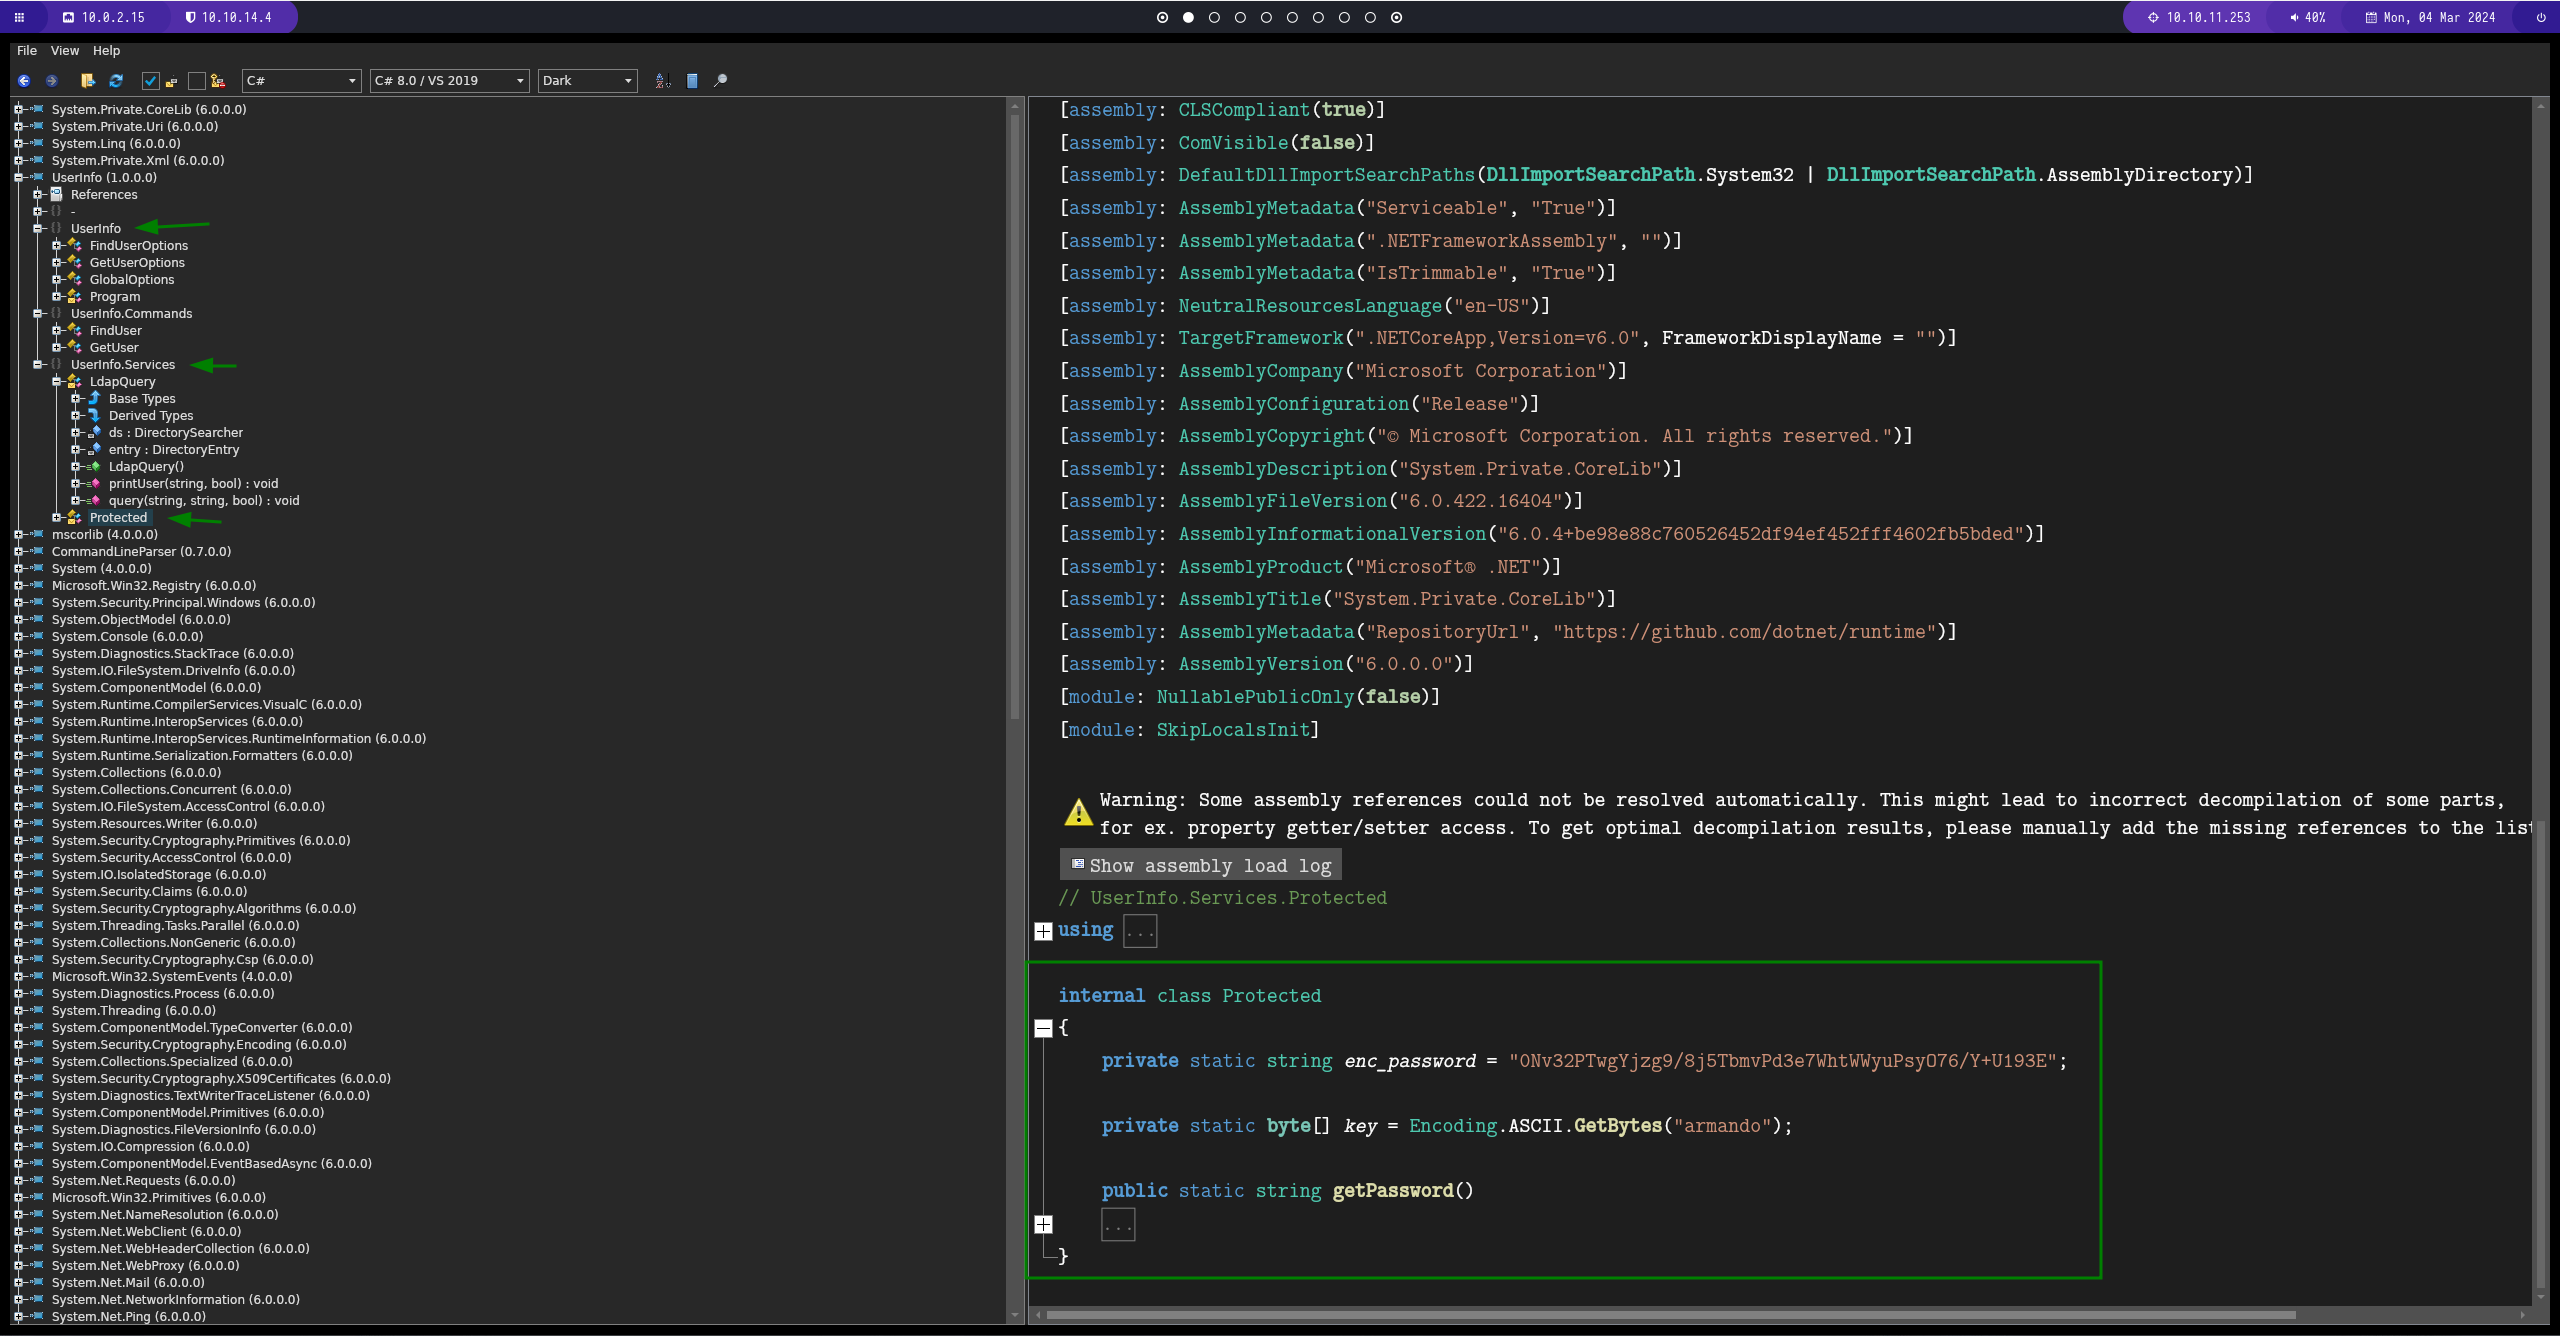 10.0.2.15 10.10.14.4 10.10.11.253 40% Mon, 04 Mar 2024
File View Help
C# C# 8.0 / VS 2019 Dark
System.Private.CoreLib (6.0.0.0)
System.Private.Uri (6.0.0.0)
System.Linq (6.0.0.0)
System.Private.Xml (6.0.0.0)
UserInfo (1.0.0.0)
References
-
UserInfo
FindUserOptions
GetUserOptions
GlobalOptions
Program
UserInfo.Commands
FindUser
GetUser
UserInfo.Services
LdapQuery
Base Types
Derived Types
ds : DirectorySearcher
entry : DirectoryEntry
LdapQuery()
printUser(string, bool) : void
query(string, string, bool) : void
Protected
mscorlib (4.0.0.0)
CommandLineParser (0.7.0.0)
System (4.0.0.0)
Microsoft.Win32.Registry (6.0.0.0)
System.Security.Principal.Windows (6.0.0.0)
System.ObjectModel (6.0.0.0)
System.Console (6.0.0.0)
System.Diagnostics.StackTrace (6.0.0.0)
System.IO.FileSystem.DriveInfo (6.0.0.0)
System.ComponentModel (6.0.0.0)
System.Runtime.CompilerServices.VisualC (6.0.0.0)
System.Runtime.InteropServices (6.0.0.0)
System.Runtime.InteropServices.RuntimeInformation (6.0.0.0)
System.Runtime.Serialization.Formatters (6.0.0.0)
System.Collections (6.0.0.0)
System.Collections.Concurrent (6.0.0.0)
System.IO.FileSystem.AccessControl (6.0.0.0)
System.Resources.Writer (6.0.0.0)
System.Security.Cryptography.Primitives (6.0.0.0)
System.Security.AccessControl (6.0.0.0)
System.IO.IsolatedStorage (6.0.0.0)
System.Security.Claims (6.0.0.0)
System.Security.Cryptography.Algorithms (6.0.0.0)
System.Threading.Tasks.Parallel (6.0.0.0)
System.Collections.NonGeneric (6.0.0.0)
System.Security.Cryptography.Csp (6.0.0.0)
Microsoft.Win32.SystemEvents (4.0.0.0)
System.Diagnostics.Process (6.0.0.0)
System.Threading (6.0.0.0)
System.ComponentModel.TypeConverter (6.0.0.0)
System.Security.Cryptography.Encoding (6.0.0.0)
System.Collections.Specialized (6.0.0.0)
System.Security.Cryptography.X509Certificates (6.0.0.0)
System.Diagnostics.TextWriterTraceListener (6.0.0.0)
System.ComponentModel.Primitives (6.0.0.0)
System.Diagnostics.FileVersionInfo (6.0.0.0)
System.IO.Compression (6.0.0.0)
System.ComponentModel.EventBasedAsync (6.0.0.0)
System.Net.Requests (6.0.0.0)
Microsoft.Win32.Primitives (6.0.0.0)
System.Net.NameResolution (6.0.0.0)
System.Net.WebClient (6.0.0.0)
System.Net.WebHeaderCollection (6.0.0.0)
System.Net.WebProxy (6.0.0.0)
System.Net.Mail (6.0.0.0)
System.Net.NetworkInformation (6.0.0.0)
System.Net.Ping (6.0.0.0)
[assembly: CLSCompliant(true)]
[assembly: ComVisible(false)]
[assembly: DefaultDllImportSearchPaths(DllImportSearchPath.System32 | DllImportSearchPath.AssemblyDirectory)]
[assembly: AssemblyMetadata("Serviceable", "True")]
[assembly: AssemblyMetadata(".NETFrameworkAssembly", "")]
[assembly: AssemblyMetadata("IsTrimmable", "True")]
[assembly: NeutralResourcesLanguage("en-US")]
[assembly: TargetFramework(".NETCoreApp,Version=v6.0", FrameworkDisplayName = "")]
[assembly: AssemblyCompany("Microsoft Corporation")]
[assembly: AssemblyConfiguration("Release")]
[assembly: AssemblyCopyright("© Microsoft Corporation. All rights reserved.")]
[assembly: AssemblyDescription("System.Private.CoreLib")]
[assembly: AssemblyFileVersion("6.0.422.16404")]
[assembly: AssemblyInformationalVersion("6.0.4+be98e88c760526452df94ef452fff4602fb5bded")]
[assembly: AssemblyProduct("Microsoft® .NET")]
[assembly: AssemblyTitle("System.Private.CoreLib")]
[assembly: AssemblyMetadata("RepositoryUrl", "https://github.com/dotnet/runtime")]
[assembly: AssemblyVersion("6.0.0.0")]
[module: NullablePublicOnly(false)]
[module: SkipLocalsInit]
Warning: Some assembly references could not be resolved automatically. This might lead to incorrect decompilation of some parts,
for ex. property getter/setter access. To get optimal decompilation results, please manually add the missing references to the list
Show assembly load log
// UserInfo.Services.Protected
using ...
internal class Protected
{
private static string enc_password = "0Nv32PTwgYjzg9/8j5TbmvPd3e7WhtWWyuPsyO76/Y+U193E";
private static byte[] key = Encoding.ASCII.GetBytes("armando");
public static string getPassword()
...
}